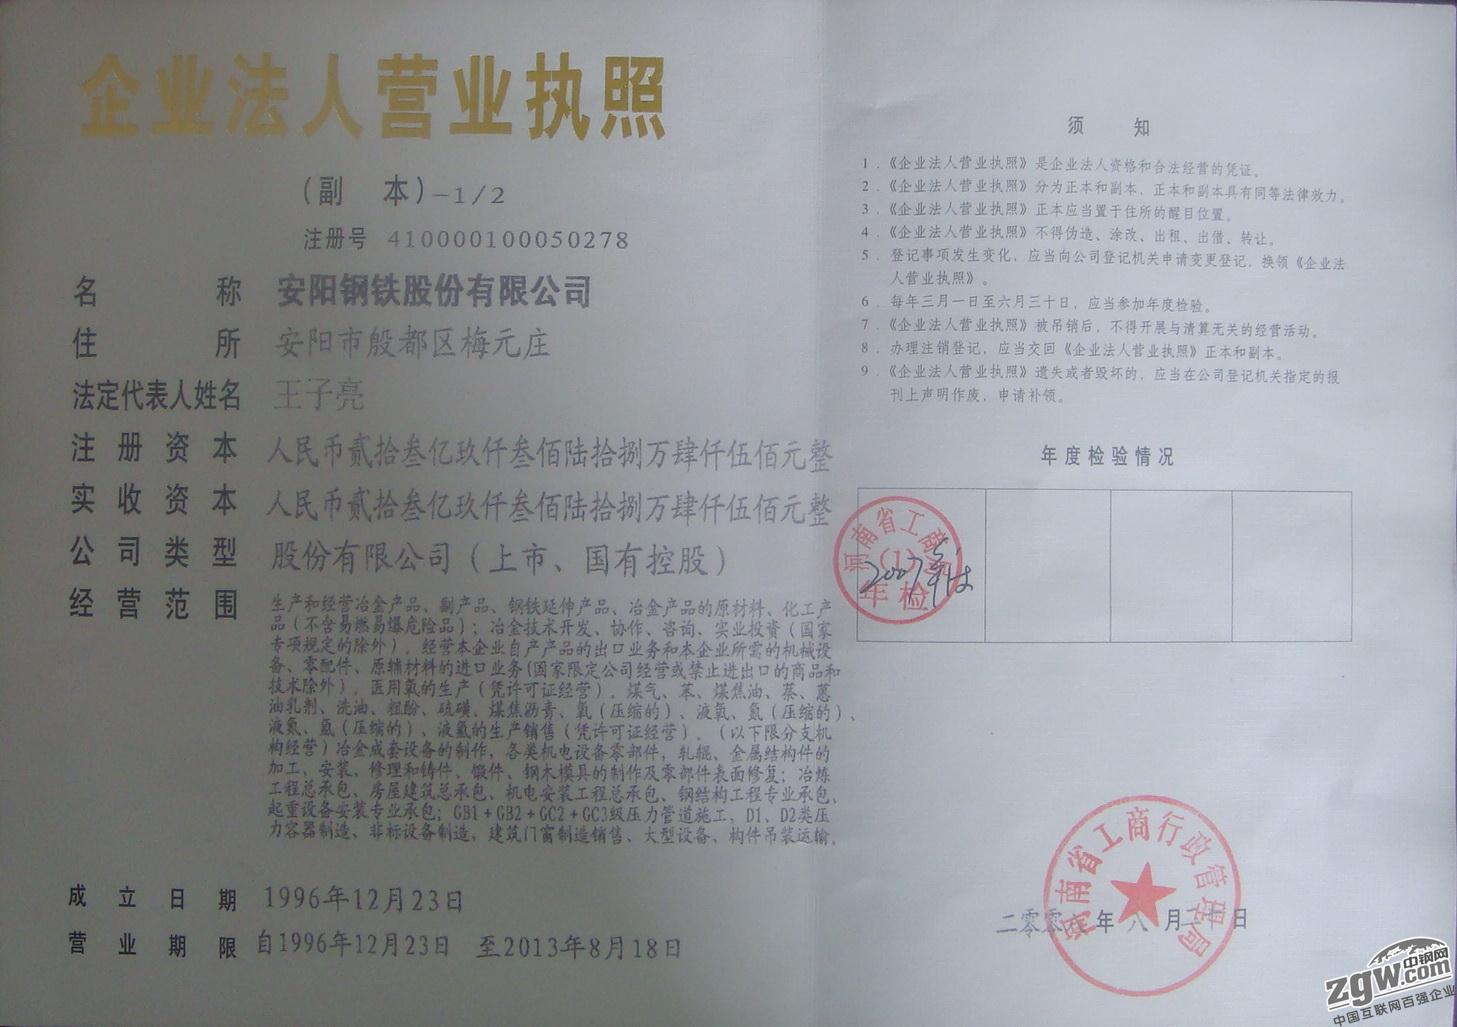 企业法人营业执照
(副 本)-1/2
注册号 410000100050278
名 称 安阳钢铁股份有限公司
住 所 安阳市殷都区梅元庄
法定代表人姓名 王子亮
注册资本 人民币贰拾叁亿玖仟叁佰陆拾捌万肆仟伍佰元整
实收资本 人民币贰拾叁亿玖仟叁佰陆拾捌万肆仟伍佰元整
公司类型 股份有限公司(上市、国有控股)
经营范围 生产和经营冶金产品、副产品、钢铁延伸产品、冶金产品的原材料、化工产
品(不含易燃易爆危险品);冶金技术开发、协作、咨询,实业投资(国家
专项规定的除外)。经营本企业自产产品的出口业务和本企业所需的机械设
备、零配件、原辅材料的进口业务(国家限定公司经营或禁止进出口的商品和
技术除外)。医用氧的生产(凭许可证经营)。煤气、苯、煤焦油、萘、蒽
油乳剂、洗油、粗酚、硫磺、煤焦沥青、氧(压缩的)、液氧、氮(压缩的)、
液氮、氩(压缩的)、液氩的生产销售(凭许可证经营)。(以下限分支机
构经营)冶金成套设备的制作,各类机电设备零部件,轧辊、金属结构件的
加工、安装、修理和铸件、锻件、钢木模具的制作及零部件表面修复;冶炼
工程总承包、房屋建筑总承包、机电安装工程总承包、钢结构工程专业承包、
起重设备安装专业承包;GB1+GB2+GC2+GC3级压力管道施工,D1、D2类压
力容器制造、非标设备制造,建筑门窗制造销售、大型设备、构件吊装运输。
成立日期 1996年12月23日
营业期限 自1996年12月23日 至2013年8月18日
须 知
1.《企业法人营业执照》是企业法人资格和合法经营的凭证。
2.《企业法人营业执照》分为正本和副本,正本和副本具有同等法律效力。
3.《企业法人营业执照》正本应当置于住所的醒目位置。
4.《企业法人营业执照》不得伪造、涂改、出租、出借、转让。
5.登记事项发生变化,应当向公司登记机关申请变更登记,换领《企业法
人营业执照》。
6.每年三月一日至六月三十日,应当参加年度检验。
7.《企业法人营业执照》被吊销后,不得开展与清算无关的经营活动。
8.办理注销登记,应当交回《企业法人营业执照》正本和副本。
9.《企业法人营业执照》遗失或者毁坏的,应当在公司登记机关指定的报
刊上声明作废,申请补领。
年度检验情况
河南省工商
(1)
2007年
年检
河南省工商行政管理局
年八月 日
中钢网
zgw.com
中国互联网百强企业